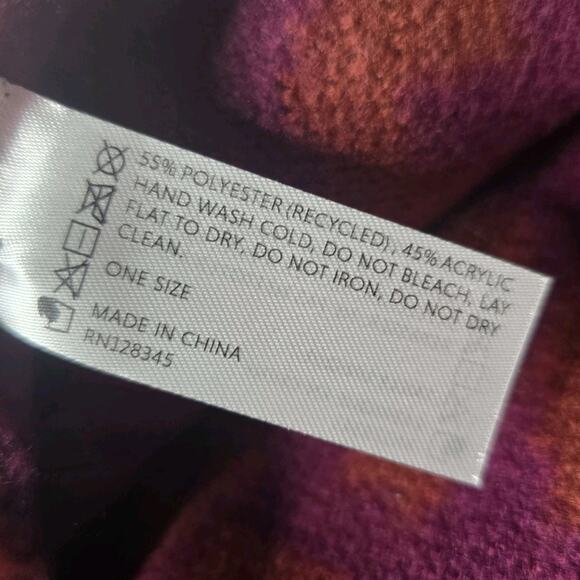 55% POLYESTER (RECYCLED), 45% ACRYLIC
HAND WASH COLD, DO NOT BLEACH, LAY
FLAT TO DRY, DO NOT IRON, DO NOT DRY
CLEAN.
ONE SIZE
MADE IN CHINA
RN128345